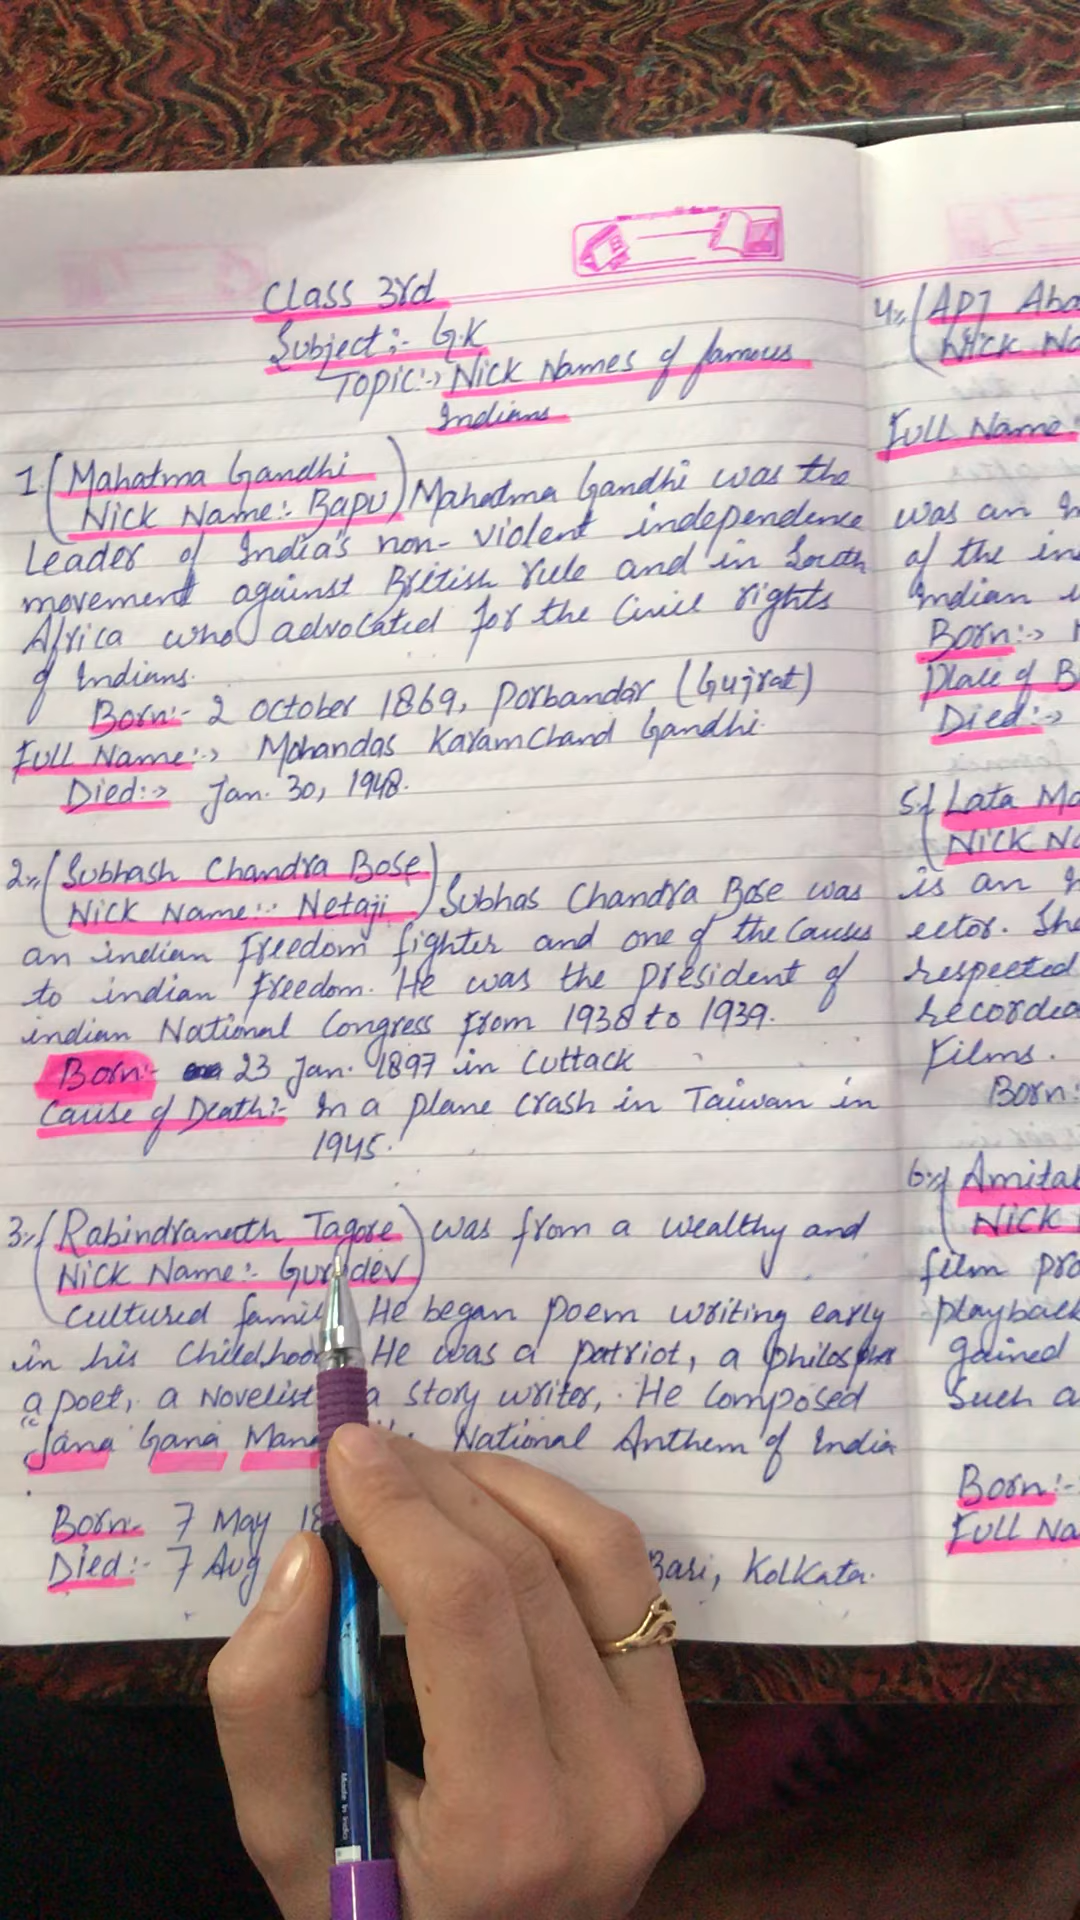 Class 3rd
Subject:- G.K
Topic:-> Nick Names of famous
Indians
1 (Mahatma Gandhi
Nick Name:- Bapu) Mahatma Gandhi was the
Leader of India's non-violent independence
movement against British rule and in South
Africa who advocated for the Civil rights
of Indians.
Born:- 2 October 1869, Porbandar (Gujrat)
Full Name:-> Mohandas Karamchand Gandhi.
Died:-> Jan. 30, 1948.
2 (Subhash Chandra Bose
Nick Name:- Netaji) Subhas Chandra Bose was
an indian freedom fighter and one of the causes
to indian freedom. He was the president of
indian National Congress from 1938 to 1939.
Born:- 23 Jan. 1897 in Cuttack
Cause of Death:- In a plane crash in Taiwan in
1945.
3 (Rabindraneth Tagore) was from a wealthy and
Nick Name:- Gurudev
Cultured He began poem writing early
in his He was a patriot, a
a poet, a Novelist a story writer, He composed
"Jana Gana National Anthem of India
Born:- 7 May
Died:- 7 Aug Bari, Kolkata.
4 (APJ
Nick
Full Name
was an
of the
indian
Born:->
Place of
Died:->
5 (Lata
Nick
is an
ector. She
respected
Films.
Born:
6
Nick
film
playback
gained
Such
Born:-
Full
Made in India